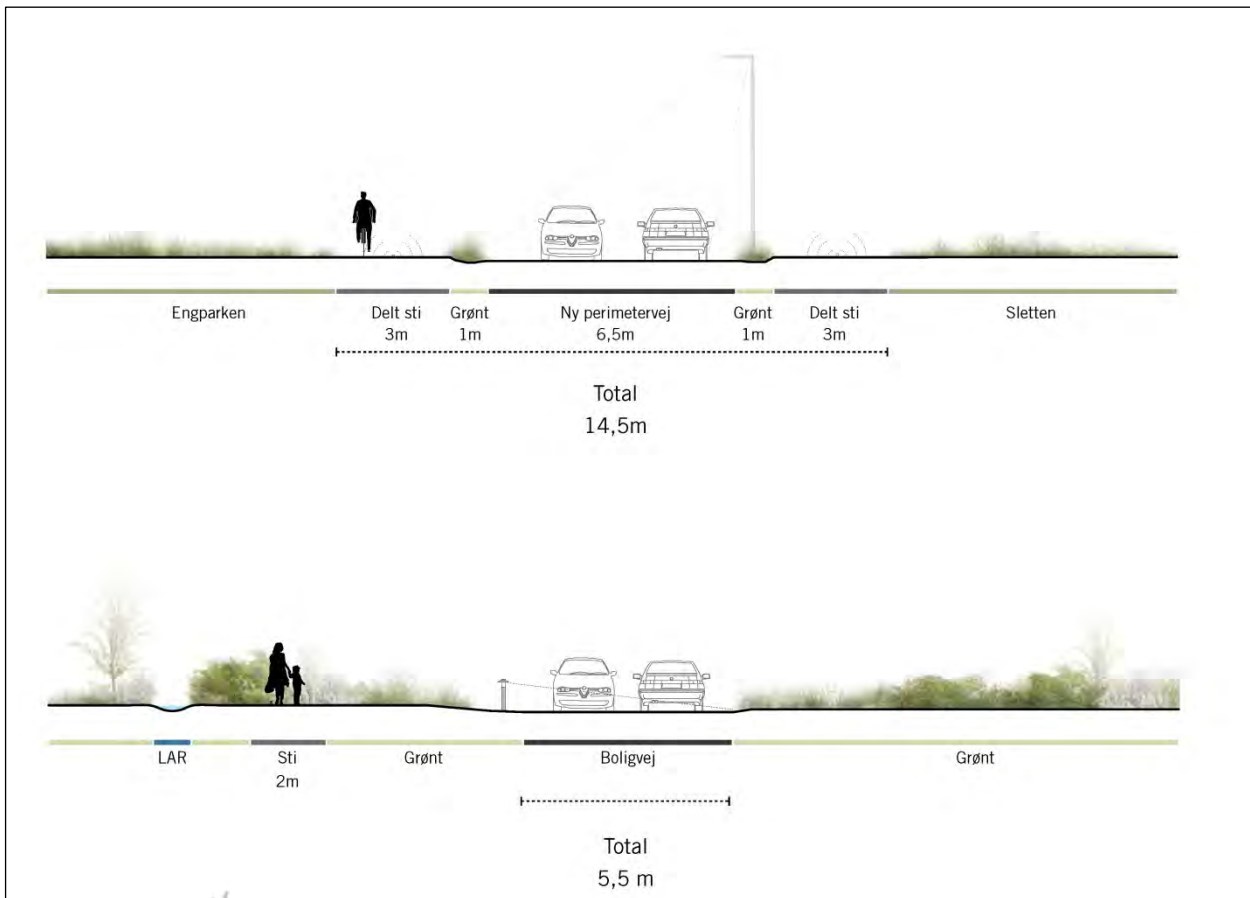 Engparken
Delt sti
3m
Grønt
1m
Ny perimetervej
6,5m
Grønt
1m
Delt sti
3m
Sletten
Total
14,5m
LAR
Sti
2m
Grønt
Boligvej
Grønt
Total
5,5 m